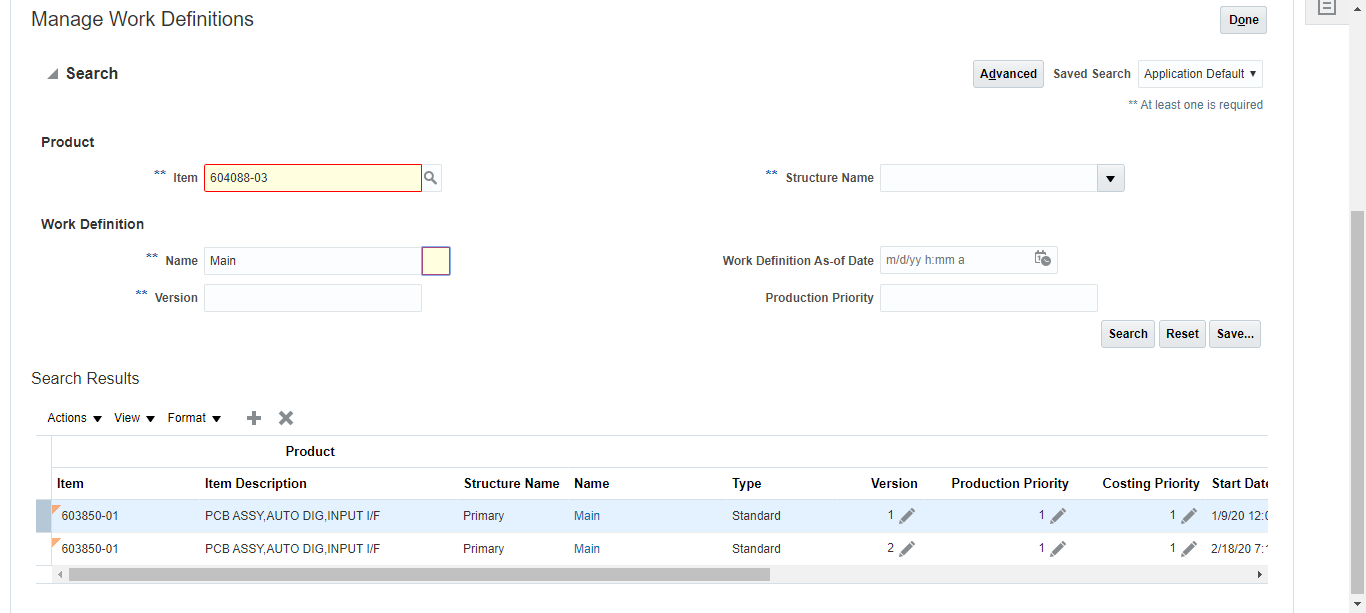 Manage Work Definitions
Done
Search
Advanced Saved Search Application Default
** At least one is required
Product
** Item 604088-03
** Structure Name
Work Definition
** Name Main
Work Definition As-of Date m/d/yy h:mm a
** Version
Production Priority
Search Reset Save...
Search Results
Actions View Format
Product
Item Item Description Structure Name Name Type Version Production Priority Costing Priority Start Date
603850-01 PCB ASSY,AUTO DIG,INPUT I/F Primary Main Standard 1 1 1 1/9/20 12:0
603850-01 PCB ASSY,AUTO DIG,INPUT I/F Primary Main Standard 2 1 1 2/18/20 7:1